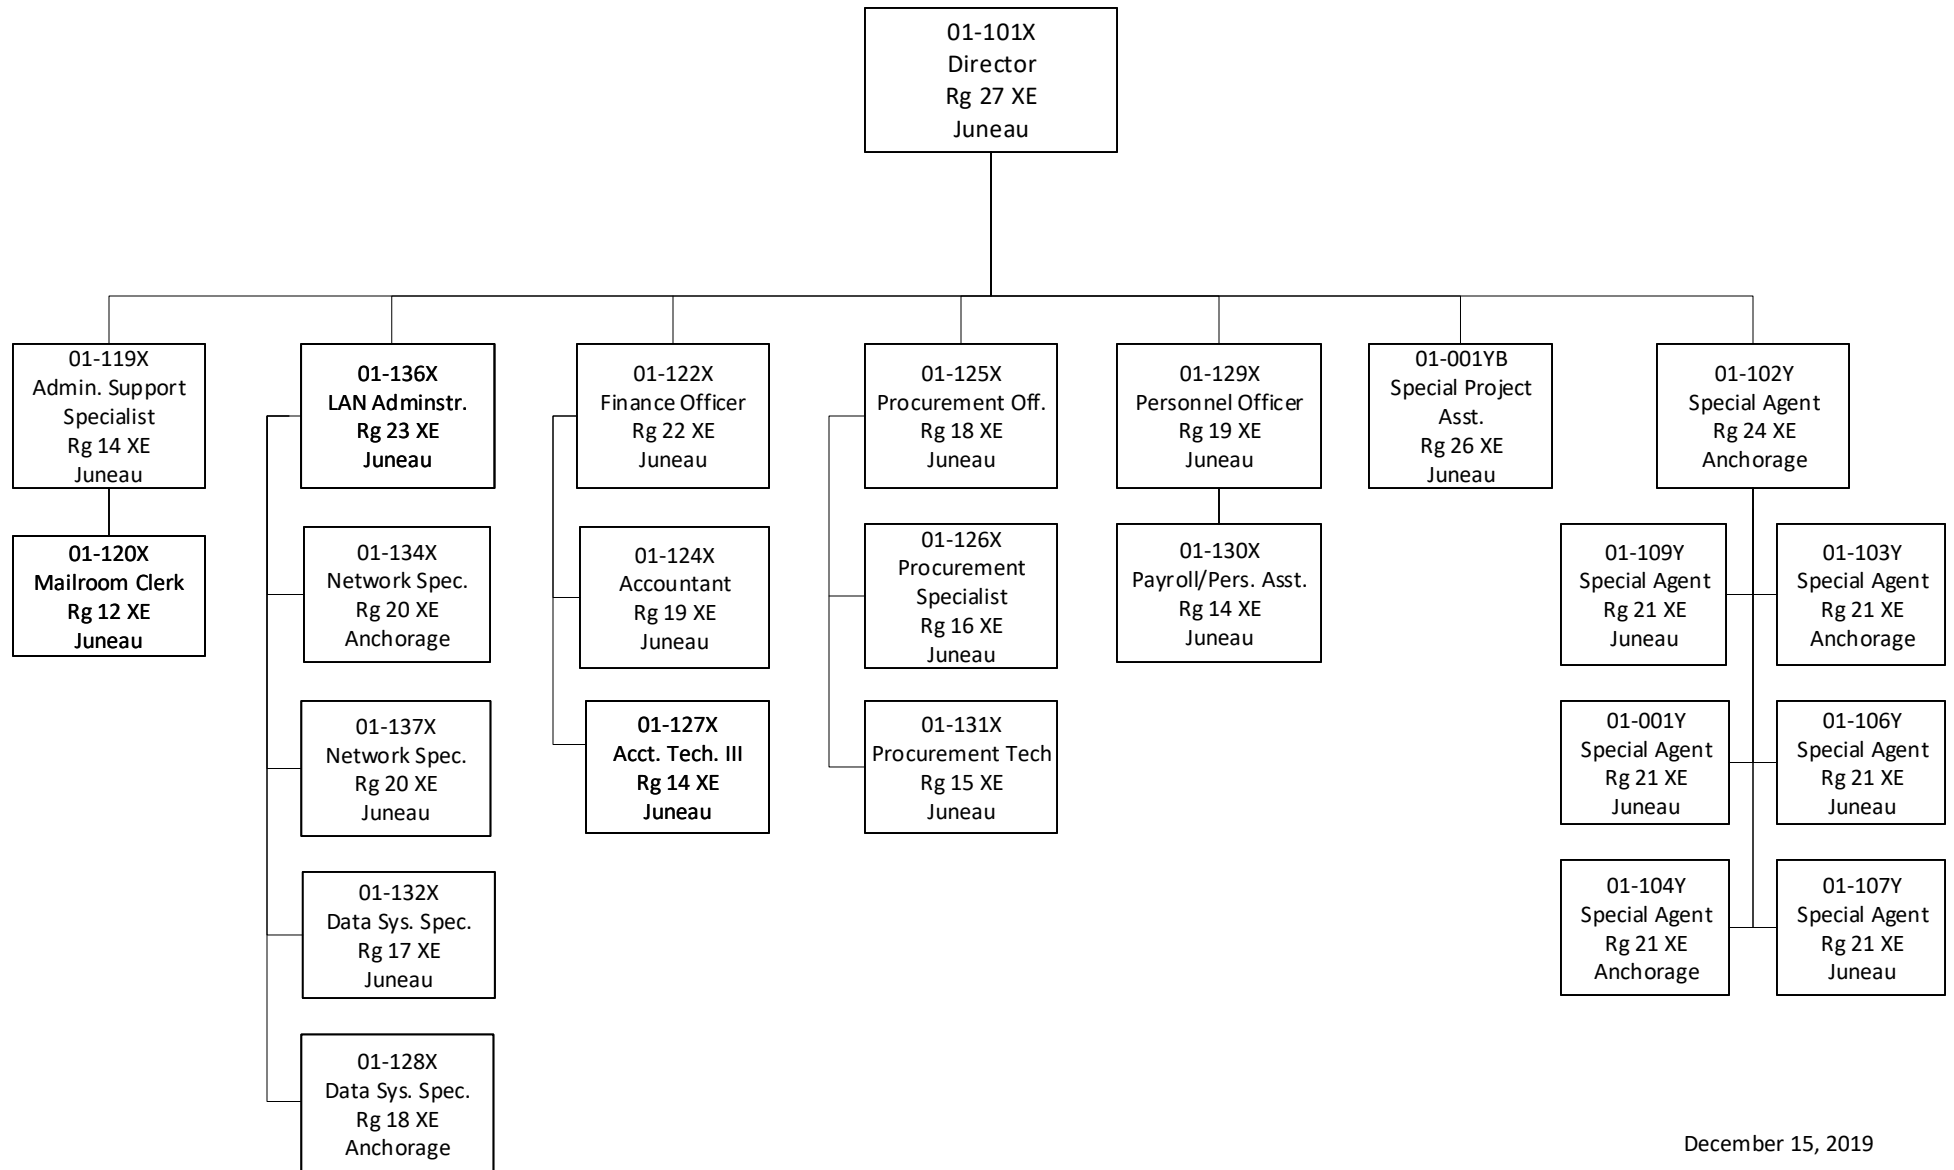 01-101X
Director
Rg 27 XE
Juneau
01-119X
Admin. Support
Specialist
Rg 14 XE
Juneau
01-136X
LAN Adminstr.
Rg 23 XE
Juneau
01-122X
Finance Officer
Rg 22 XE
Juneau
01-125X
Procurement Off.
Rg 18 XE
Juneau
01-129X
Personnel Officer
Rg 19 XE
Juneau
01-001YB
Special Project
Asst.
Rg 26 XE
Juneau
01-102Y
Special Agent
Rg 24 XE
Anchorage
01-120X
Mailroom Clerk
Rg 12 XE
Juneau
01-134X
Network Spec.
Rg 20 XE
Anchorage
01-124X
Accountant
Rg 19 XE
Juneau
01-126X
Procurement
Specialist
Rg 16 XE
Juneau
01-130X
Payroll/Pers. Asst.
Rg 14 XE
Juneau
01-109Y
Special Agent
Rg 21 XE
Juneau
01-103Y
Special Agent
Rg 21 XE
Anchorage
01-137X
Network Spec.
Rg 20 XE
Juneau
01-127X
Acct. Tech. III
Rg 14 XE
Juneau
01-131X
Procurement Tech
Rg 15 XE
Juneau
01-001Y
Special Agent
Rg 21 XE
Juneau
01-106Y
Special Agent
Rg 21 XE
Juneau
01-132X
Data Sys. Spec.
Rg 17 XE
Juneau
01-104Y
Special Agent
Rg 21 XE
Anchorage
01-107Y
Special Agent
Rg 21 XE
Juneau
01-128X
Data Sys. Spec.
Rg 18 XE
Anchorage
December 15, 2019